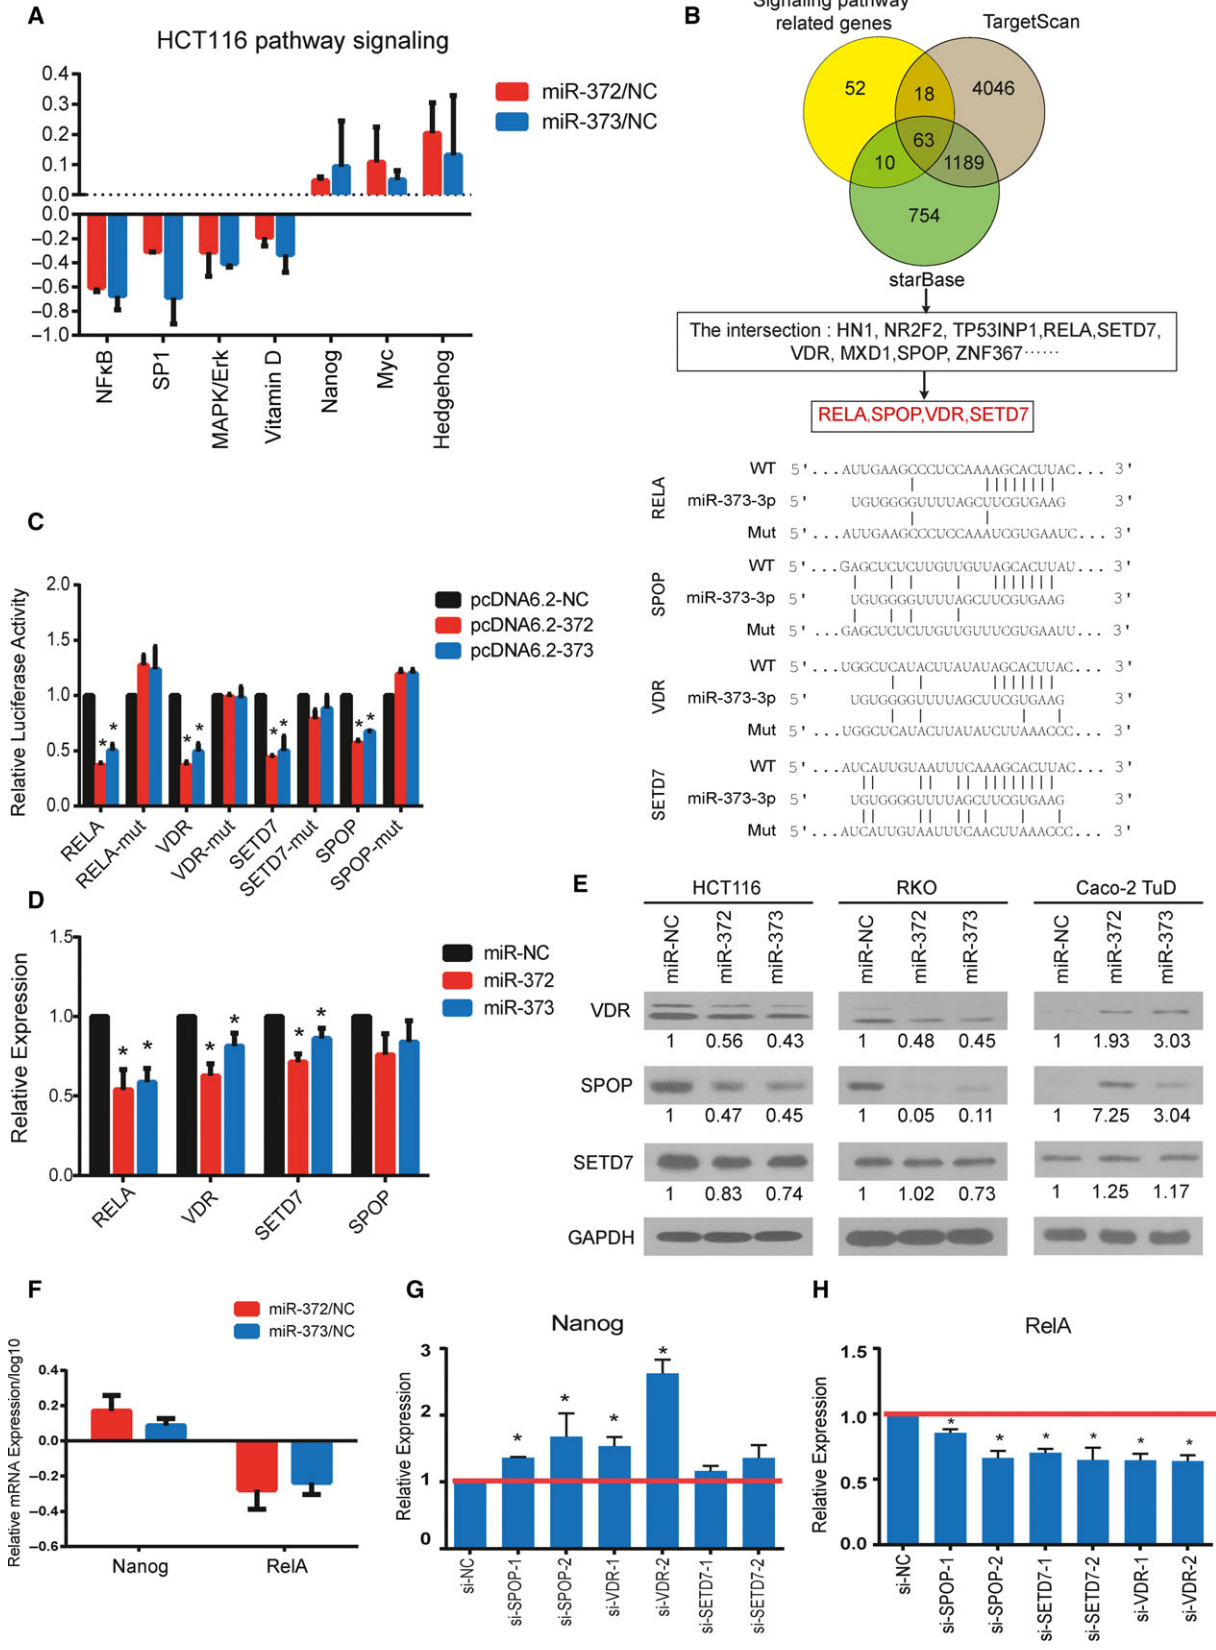 A
HCT116 pathway signaling
0.4
0.3
0.2
0.1
0.0
0.0
−0.2
−0.4
−0.6
−0.8
−1.0
NFκB
SP1
MAPK/Erk
Vitamin D
Nanog
Myc
Hedgehog
miR-372/NC
miR-373/NC
B
Signaling pathway
related genes
TargetScan
52
18
4046
63
10
1189
754
starBase
The intersection : HN1, NR2F2, TP53INP1,RELA,SETD7,
VDR, MXD1,SPOP, ZNF367······
RELA,SPOP,VDR,SETD7
RELA
WT 5'...AUUGAAGCCCUCCAAAAGCACUUAC... 3'
miR-373-3p 5' UGUGGGGUUUUAGCUUCGUGAAG 3'
Mut 5'...AUUGAAGCCCUCCAAAUCGUGAAUC... 3'
SPOP
WT 5'...GAGCUCUCUUGUUGUUAGCACUUAU... 3'
miR-373-3p 5' UGUGGGGUUUUAGCUUCGUGAAG 3'
Mut 5'...GAGCUCUCUUGUUGUUUCGUGAAUU... 3'
VDR
WT 5'...UGGCUCAUACUUAUAUAGCACUUAC... 3'
miR-373-3p 5' UGUGGGGUUUUAGCUUCGUGAAG 3'
Mut 5'...UGGCUCAUACUUAUAUCUUAAACCC... 3'
SETD7
WT 5'...AUCAUUGUAAUUUCAAAGCACUUAC... 3'
miR-373-3p 5' UGUGGGGUUUUAGCUUCGUGAAG 3'
Mut 5'...AUCAUUGUAAUUUCAACUUAAACCC... 3'
C
Relative Luciferase Activity
2.0
1.5
1.0
0.5
0.0
* * * * * * * *
RELA
RELA-mut
VDR
VDR-mut
SETD7
SETD7-mut
SPOP
SPOP-mut
pcDNA6.2-NC
pcDNA6.2-372
pcDNA6.2-373
D
Relative Expression
1.5
1.0
0.5
0.0
* * * * * *
RELA
VDR
SETD7
SPOP
miR-NC
miR-372
miR-373
E
HCT116 RKO Caco-2 TuD
miR-NC miR-372 miR-373 miR-NC miR-372 miR-373 miR-NC miR-372 miR-373
VDR
1 0.56 0.43 1 0.48 0.45 1 1.93 3.03
SPOP
1 0.47 0.45 1 0.05 0.11 1 7.25 3.04
SETD7
1 0.83 0.74 1 1.02 0.73 1 1.25 1.17
GAPDH
F
miR-372/NC
miR-373/NC
Relative mRNA Expression/log10
0.4
0.2
0.0
−0.2
−0.4
−0.6
Nanog
RelA
G
Nanog
Relative Expression
3
2
1
0
* * * *
si-NC
si-SPOP-1
si-SPOP-2
si-VDR-1
si-VDR-2
si-SETD7-1
si-SETD7-2
H
RelA
Relative Expression
1.5
1.0
0.5
0.0
* * * * * *
si-NC
si-SPOP-1
si-SPOP-2
si-SETD7-1
si-SETD7-2
si-VDR-1
si-VDR-2